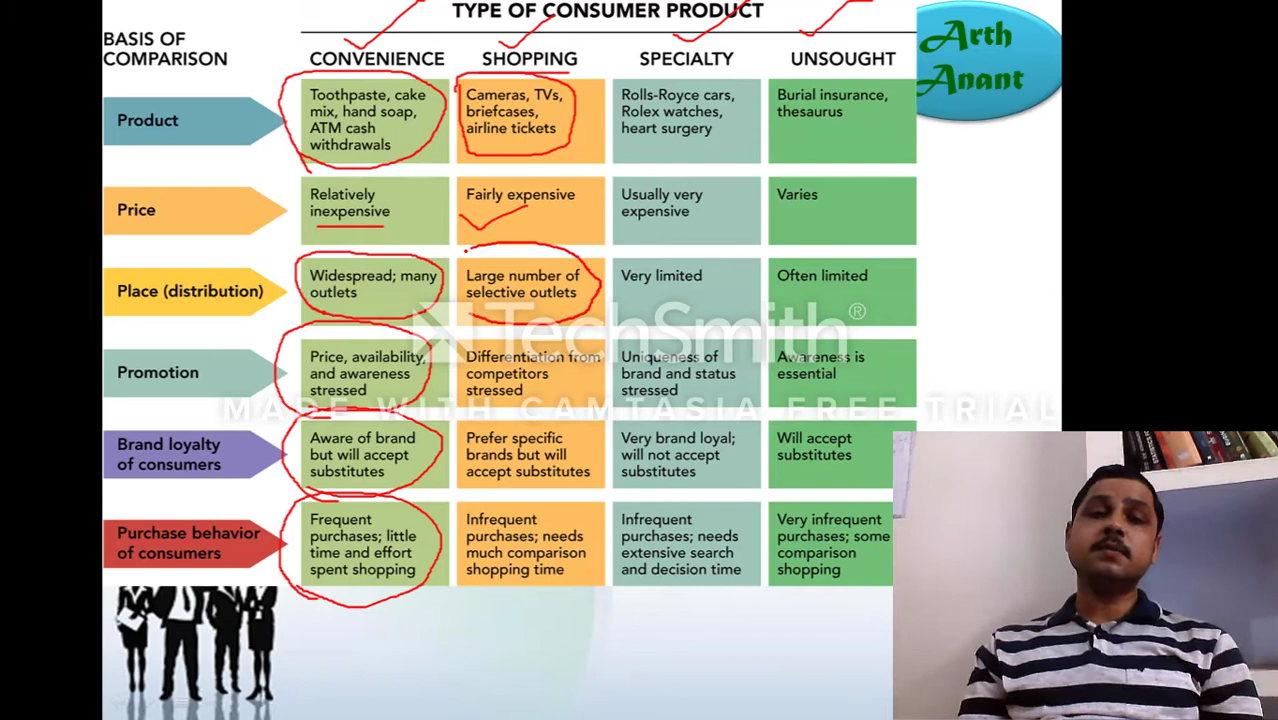 TYPE OF CONSUMER PRODUCT
Arth
Anant
BASIS OF
COMPARISON
CONVENIENCE
SHOPPING
SPECIALTY
UNSOUGHT
Product
Toothpaste, cake
mix, hand soap,
ATM cash
withdrawals
Cameras, TVs,
briefcases,
airline tickets
Rolls-Royce cars,
Rolex watches,
heart surgery
Burial insurance,
thesaurus
Price
Relatively
inexpensive
Fairly expensive
Usually very
expensive
Varies
Place (distribution)
Widespread; many
outlets
Large number of
selective outlets
Very limited
Often limited
TechSmith®
Promotion
Price, availability,
and awareness
stressed
Differentiation from
competitors
stressed
Uniqueness of
brand and status
stressed
Awareness is
essential
MADE WITH CAMTASIA FREE TRIAL
Brand loyalty
of consumers
Aware of brand
but will accept
substitutes
Prefer specific
brands but will
accept substitutes
Very brand loyal;
will not accept
substitutes
Will accept
substitutes
Purchase behavior
of consumers
Frequent
purchases; little
time and effort
spent shopping
Infrequent
purchases; needs
much comparison
shopping time
Infrequent
purchases; needs
extensive search
and decision time
Very infrequent
purchases; some
comparison
shopping